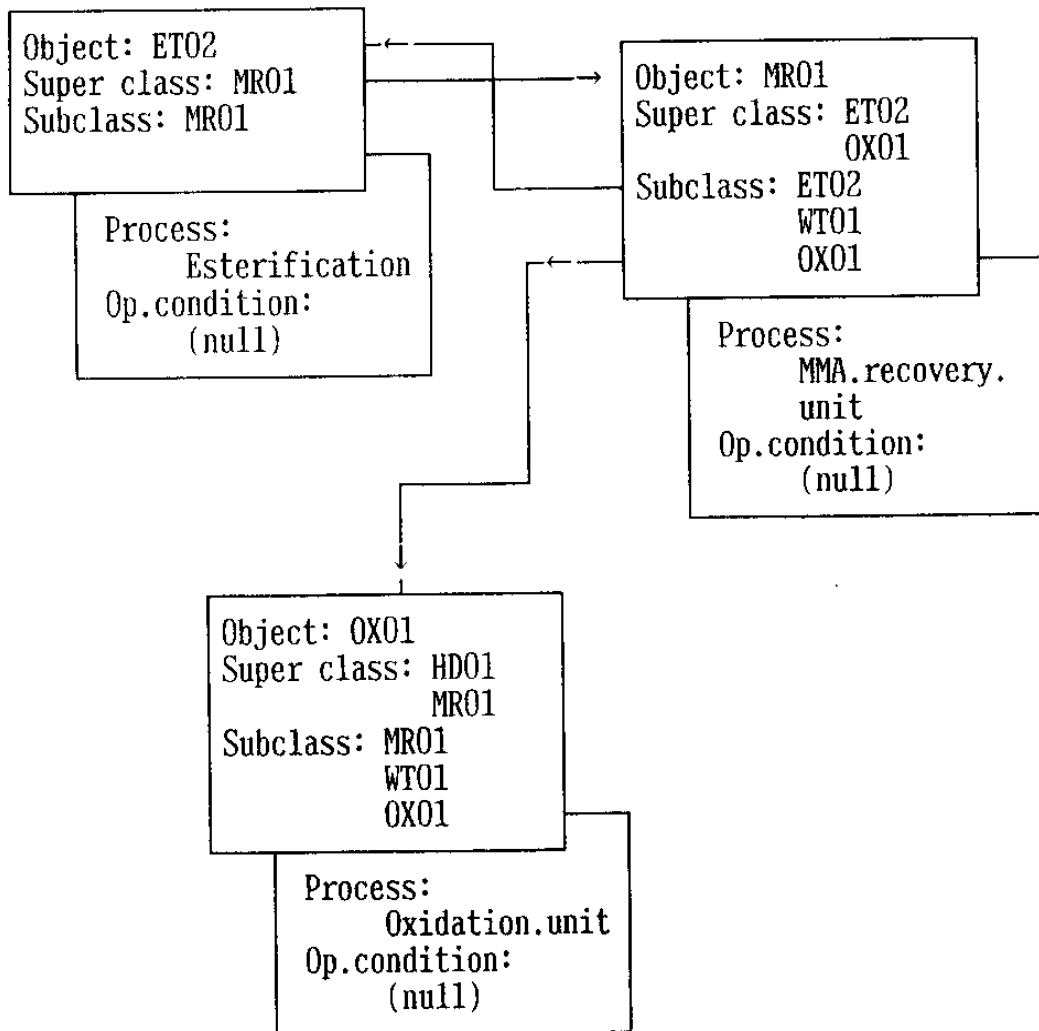 Object: ET02
Super class: MR01
Subclass: MR01
Process:
Esterification
Op.condition:
(null)
Object: MR01
Super class: ET02
OX01
Subclass: ET02
WT01
OX01
Process:
MMA.recovery.
unit
Op.condition:
(null)
Object: OX01
Super class: HD01
MR01
Subclass: MR01
WT01
OX01
Process:
Oxidation.unit
Op.condition:
(null)